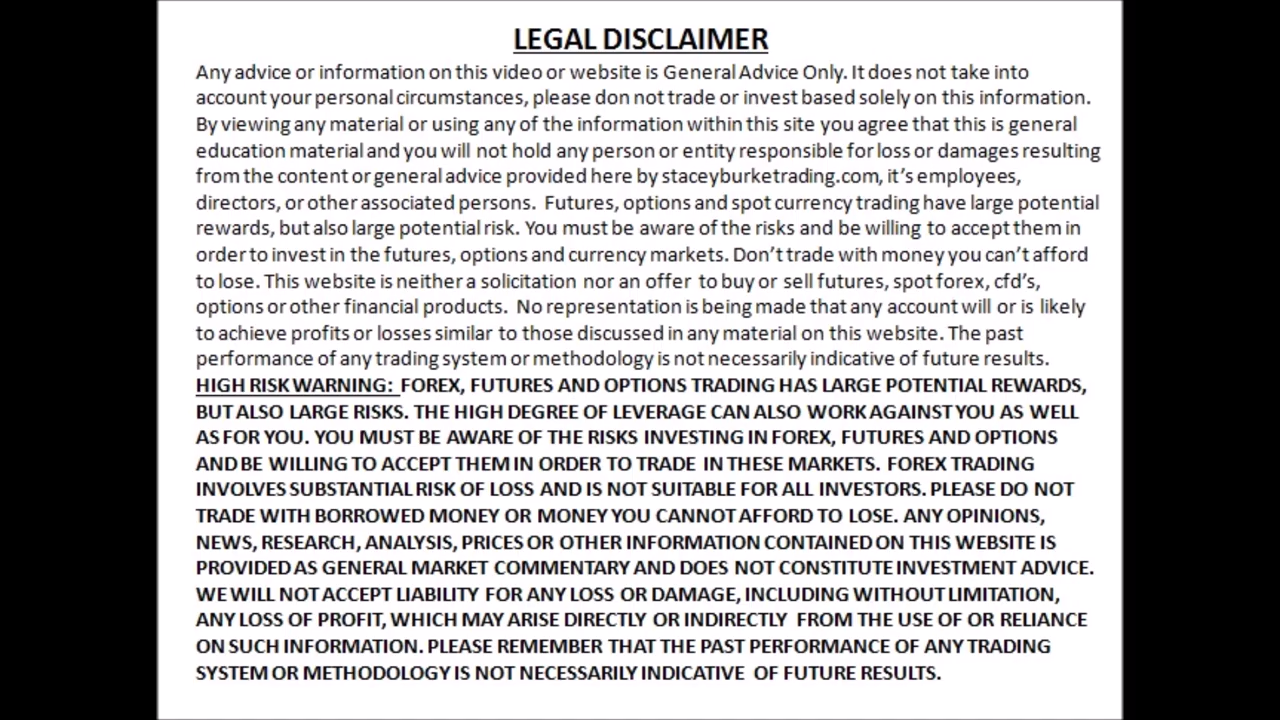 LEGAL DISCLAIMER
Any advice or information on this video or website is General Advice Only. It does not take into
account your personal circumstances, please don not trade or invest based solely on this information.
By viewing any material or using any of the information within this site you agree that this is general
education material and you will not hold any person or entity responsible for loss or damages resulting
from the content or general advice provided here by staceyburketrading.com, it’s employees,
directors, or other associated persons.  Futures, options and spot currency trading have large potential
rewards, but also large potential risk. You must be aware of the risks and be willing to accept them in
order to invest in the futures, options and currency markets. Don’t trade with money you can’t afford
to lose. This website is neither a solicitation nor an offer to buy or sell futures, spot forex, cfd’s,
options or other financial products.  No representation is being made that any account will or is likely
to achieve profits or losses similar to those discussed in any material on this website. The past
performance of any trading system or methodology is not necessarily indicative of future results.
HIGH RISK WARNING: FOREX, FUTURES AND OPTIONS TRADING HAS LARGE POTENTIAL REWARDS,
BUT ALSO LARGE RISKS. THE HIGH DEGREE OF LEVERAGE CAN ALSO WORK AGAINST YOU AS WELL
AS FOR YOU. YOU MUST BE AWARE OF THE RISKS INVESTING IN FOREX, FUTURES AND OPTIONS
AND BE WILLING TO ACCEPT THEM IN ORDER TO TRADE IN THESE MARKETS. FOREX TRADING
INVOLVES SUBSTANTIAL RISK OF LOSS AND IS NOT SUITABLE FOR ALL INVESTORS. PLEASE DO NOT
TRADE WITH BORROWED MONEY OR MONEY YOU CANNOT AFFORD TO LOSE. ANY OPINIONS,
NEWS, RESEARCH, ANALYSIS, PRICES OR OTHER INFORMATION CONTAINED ON THIS WEBSITE IS
PROVIDED AS GENERAL MARKET COMMENTARY AND DOES NOT CONSTITUTE INVESTMENT ADVICE.
WE WILL NOT ACCEPT LIABILITY FOR ANY LOSS OR DAMAGE, INCLUDING WITHOUT LIMITATION,
ANY LOSS OF PROFIT, WHICH MAY ARISE DIRECTLY OR INDIRECTLY FROM THE USE OF OR RELIANCE
ON SUCH INFORMATION. PLEASE REMEMBER THAT THE PAST PERFORMANCE OF ANY TRADING
SYSTEM OR METHODOLOGY IS NOT NECESSARILY INDICATIVE OF FUTURE RESULTS.